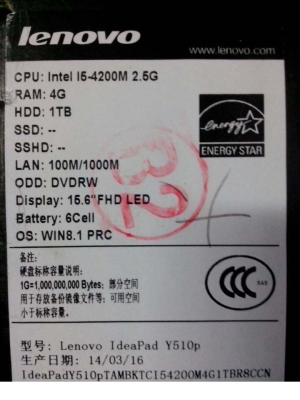 lenovo
www.lenovo.com
CPU: Intel I5-4200M 2.5G
RAM: 4G
HDD: 1TB
SSD: --
SSHD: --
LAN: 100M/1000M
ODD: DVDRW
Display: 15.6"FHD LED
Battery: 6Cell
OS: WIN8.1 PRC
energy
ENERGY STAR
B2
备注:
硬盘标称容量说明:
1G=1,000,000,000 Bytes; 部分空间
用于存放备份镜像文件等; 可用空间
小于标称容量。
CCC
S&E
型号: Lenovo IdeaPad Y510p
生产日期: 14/03/16
IdeaPadY510pTAMBKTCI54200M4G1TBR8CCN